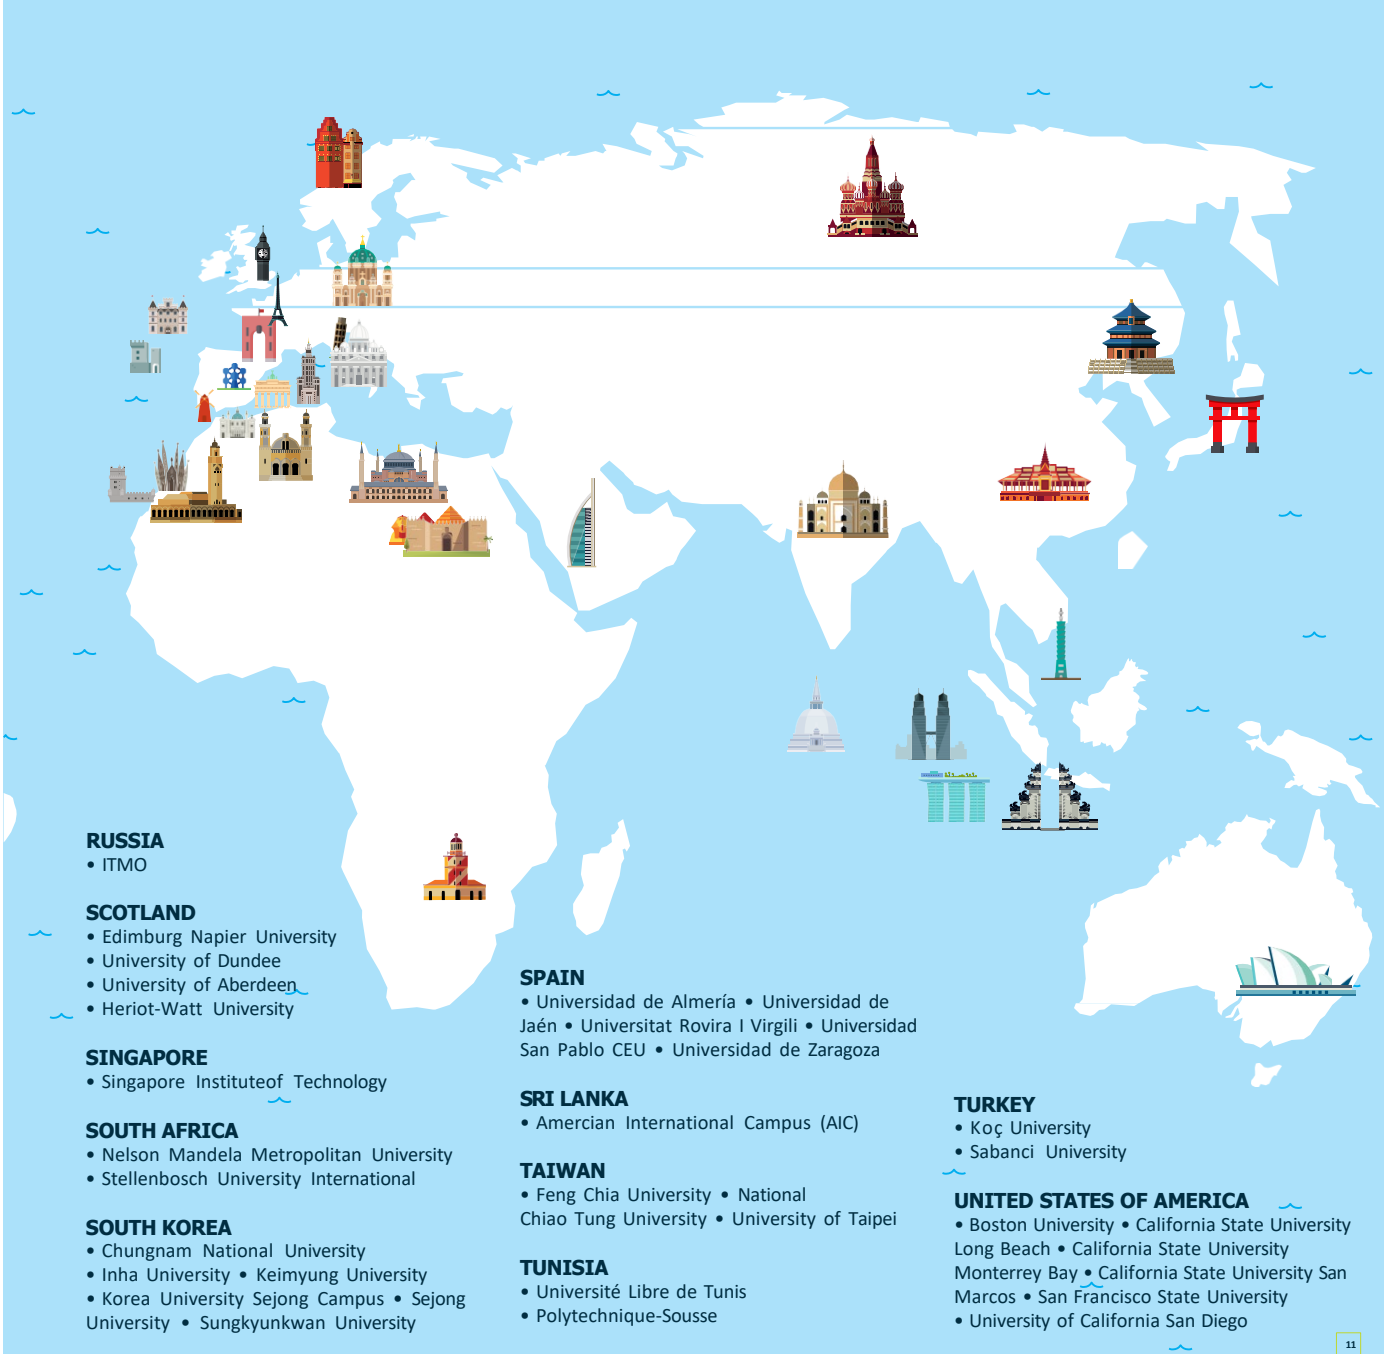 RUSSIA
• ITMO
SCOTLAND
• Edimburg Napier University
• University of Dundee
• University of Aberdeen
• Heriot-Watt University
SINGAPORE
• Singapore Instituteof Technology
SOUTH AFRICA
• Nelson Mandela Metropolitan University
• Stellenbosch University International
SOUTH KOREA
• Chungnam National University
• Inha University • Keimyung University
• Korea University Sejong Campus • Sejong
University • Sungkyunkwan University
SPAIN
• Universidad de Almería • Universidad de
Jaén • Universitat Rovira I Virgili • Universidad
San Pablo CEU • Universidad de Zaragoza
SRI LANKA
• Amercian International Campus (AIC)
TAIWAN
• Feng Chia University • National
Chiao Tung University • University of Taipei
TUNISIA
• Université Libre de Tunis
• Polytechnique-Sousse
TURKEY
• Koç University
• Sabanci University
UNITED STATES OF AMERICA
• Boston University • California State University
Long Beach • California State University
Monterrey Bay • California State University San
Marcos • San Francisco State University
• University of California San Diego
11